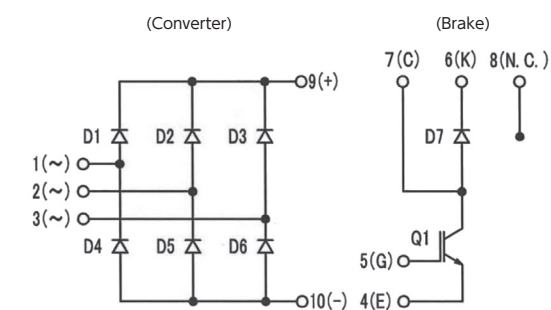 (Converter)
(Brake)
7(C) 6(K) 8(N.C.)
9(+)
D1 D2 D3 D7
1(~)
2(~)
3(~)
D4 D5 D6 Q1
5(G)
10(-) 4(E)